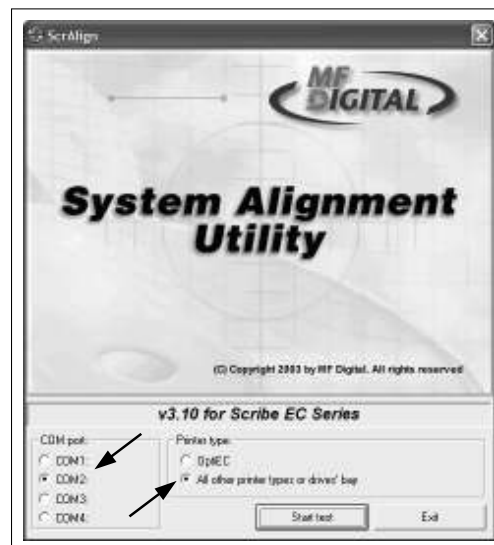 ScrAlign
MF
DIGITAL
System Alignment
Utility
(C) Copyright 2003 by MF Digital. All rights reserved
v3.10 for Scribe EC Series
COM port:
COM1:
COM2:
COM3:
COM4:
Printer type:
OptEC
All other printer types or drives' bay
Start test
Exit